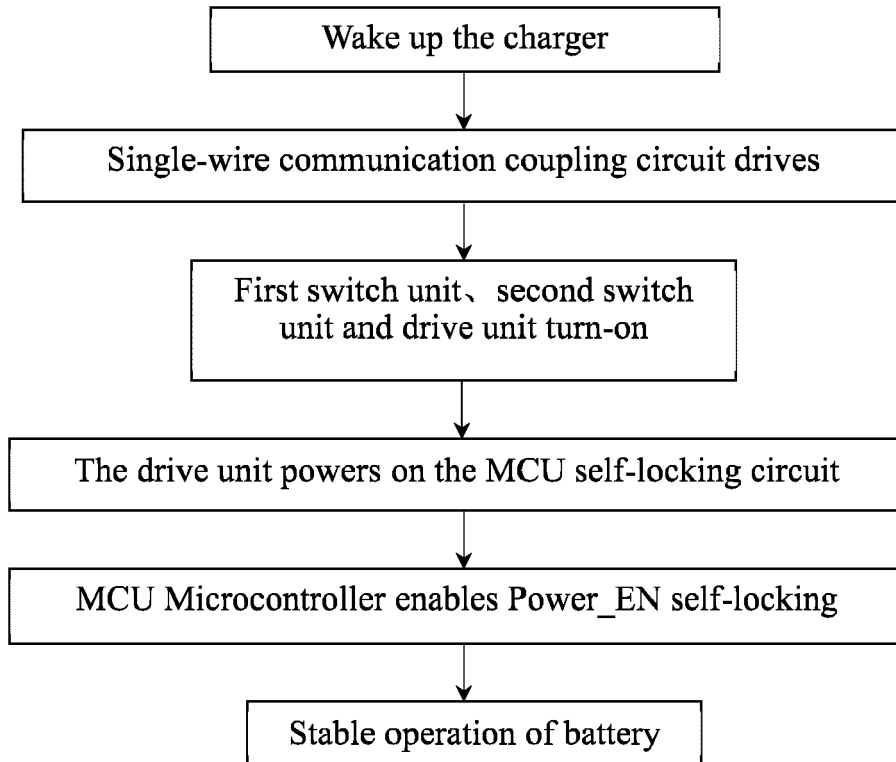 Wake up the charger
Single-wire communication coupling circuit drives
First switch unit、second switch
unit and drive unit turn-on
The drive unit powers on the MCU self-locking circuit
MCU Microcontroller enables Power_EN self-locking
Stable operation of battery